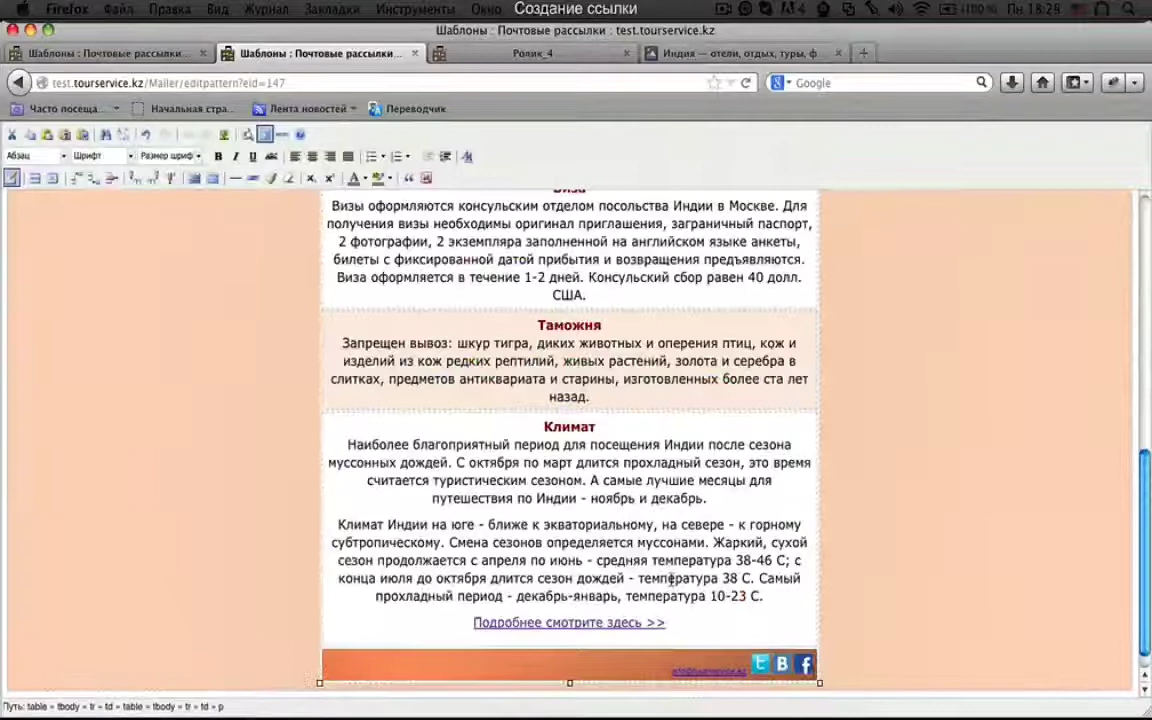 Firefox Файл Правка Вид Журнал Закладки Инструменты Окно Создание ссылки Пн 18:29
Шаблоны : Почтовые рассылки : test.tourservice.kz
Шаблоны : Почтовые рассылки... Шаблоны : Почтовые рассылки... Ролик_4 Индия — отели, отдых, туры, ф...
test.tourservice.kz/Mailer/editpattern?eid=147 Google
Часто посеща... Начальная стра... Лента новостей Переводчик
Абзац Шрифт Размер шриф
Виза
Визы оформляются консульским отделом посольства Индии в Москве. Для
получения визы необходимы оригинал приглашения, заграничный паспорт,
2 фотографии, 2 экземпляра заполненной на английском языке анкеты,
билеты с фиксированной датой прибытия и возвращения предъявляются.
Виза оформляется в течение 1-2 дней. Консульский сбор равен 40 долл.
США.
Таможня
Запрещен вывоз: шкур тигра, диких животных и оперения птиц, кож и
изделий из кож редких рептилий, живых растений, золота и серебра в
слитках, предметов антиквариата и старины, изготовленных более ста лет
назад.
Климат
Наиболее благоприятный период для посещения Индии после сезона
муссонных дождей. С октября по март длится прохладный сезон, это время
считается туристическим сезоном. А самые лучшие месяцы для
путешествия по Индии - ноябрь и декабрь.
Климат Индии на юге - ближе к экваториальному, на севере - к горному
субтропическому. Смена сезонов определяется муссонами. Жаркий, сухой
сезон продолжается с апреля по июнь - средняя температура 38-46 С; с
конца июля до октября длится сезон дождей - температура 38 С. Самый
прохладный период - декабрь-январь, температура 10-23 С.
Подробнее смотрите здесь >>
info@tourservice.kz
Путь: table » tbody » tr » td » table » tbody » tr » td » p